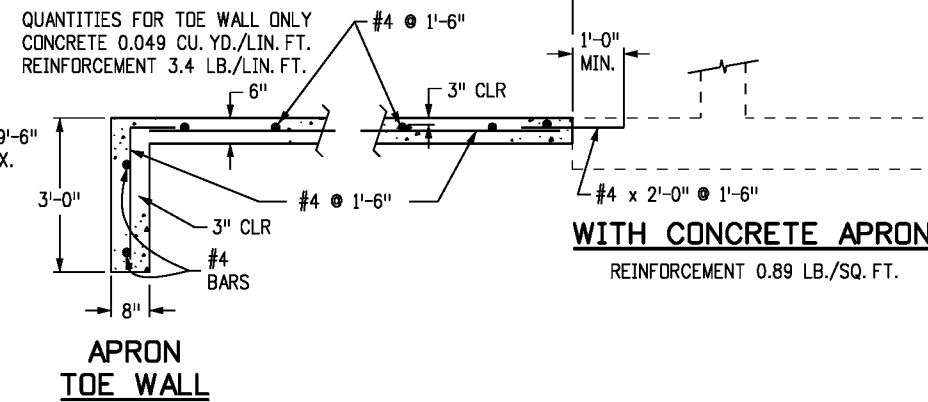 QUANTITIES FOR TOE WALL ONLY
CONCRETE 0.049 CU. YD./LIN. FT.
REINFORCEMENT 3.4 LB./LIN. FT.
#4 @ 1'-6"
1'-0"
MIN.
6"
3" CLR
9'-6"
X.
3'-0"
#4 @ 1'-6"
#4 x 2'-0" @ 1'-6"
3" CLR
#4
BARS
8"
WITH CONCRETE APRON
REINFORCEMENT 0.89 LB./SQ. FT.
APRON
TOE WALL